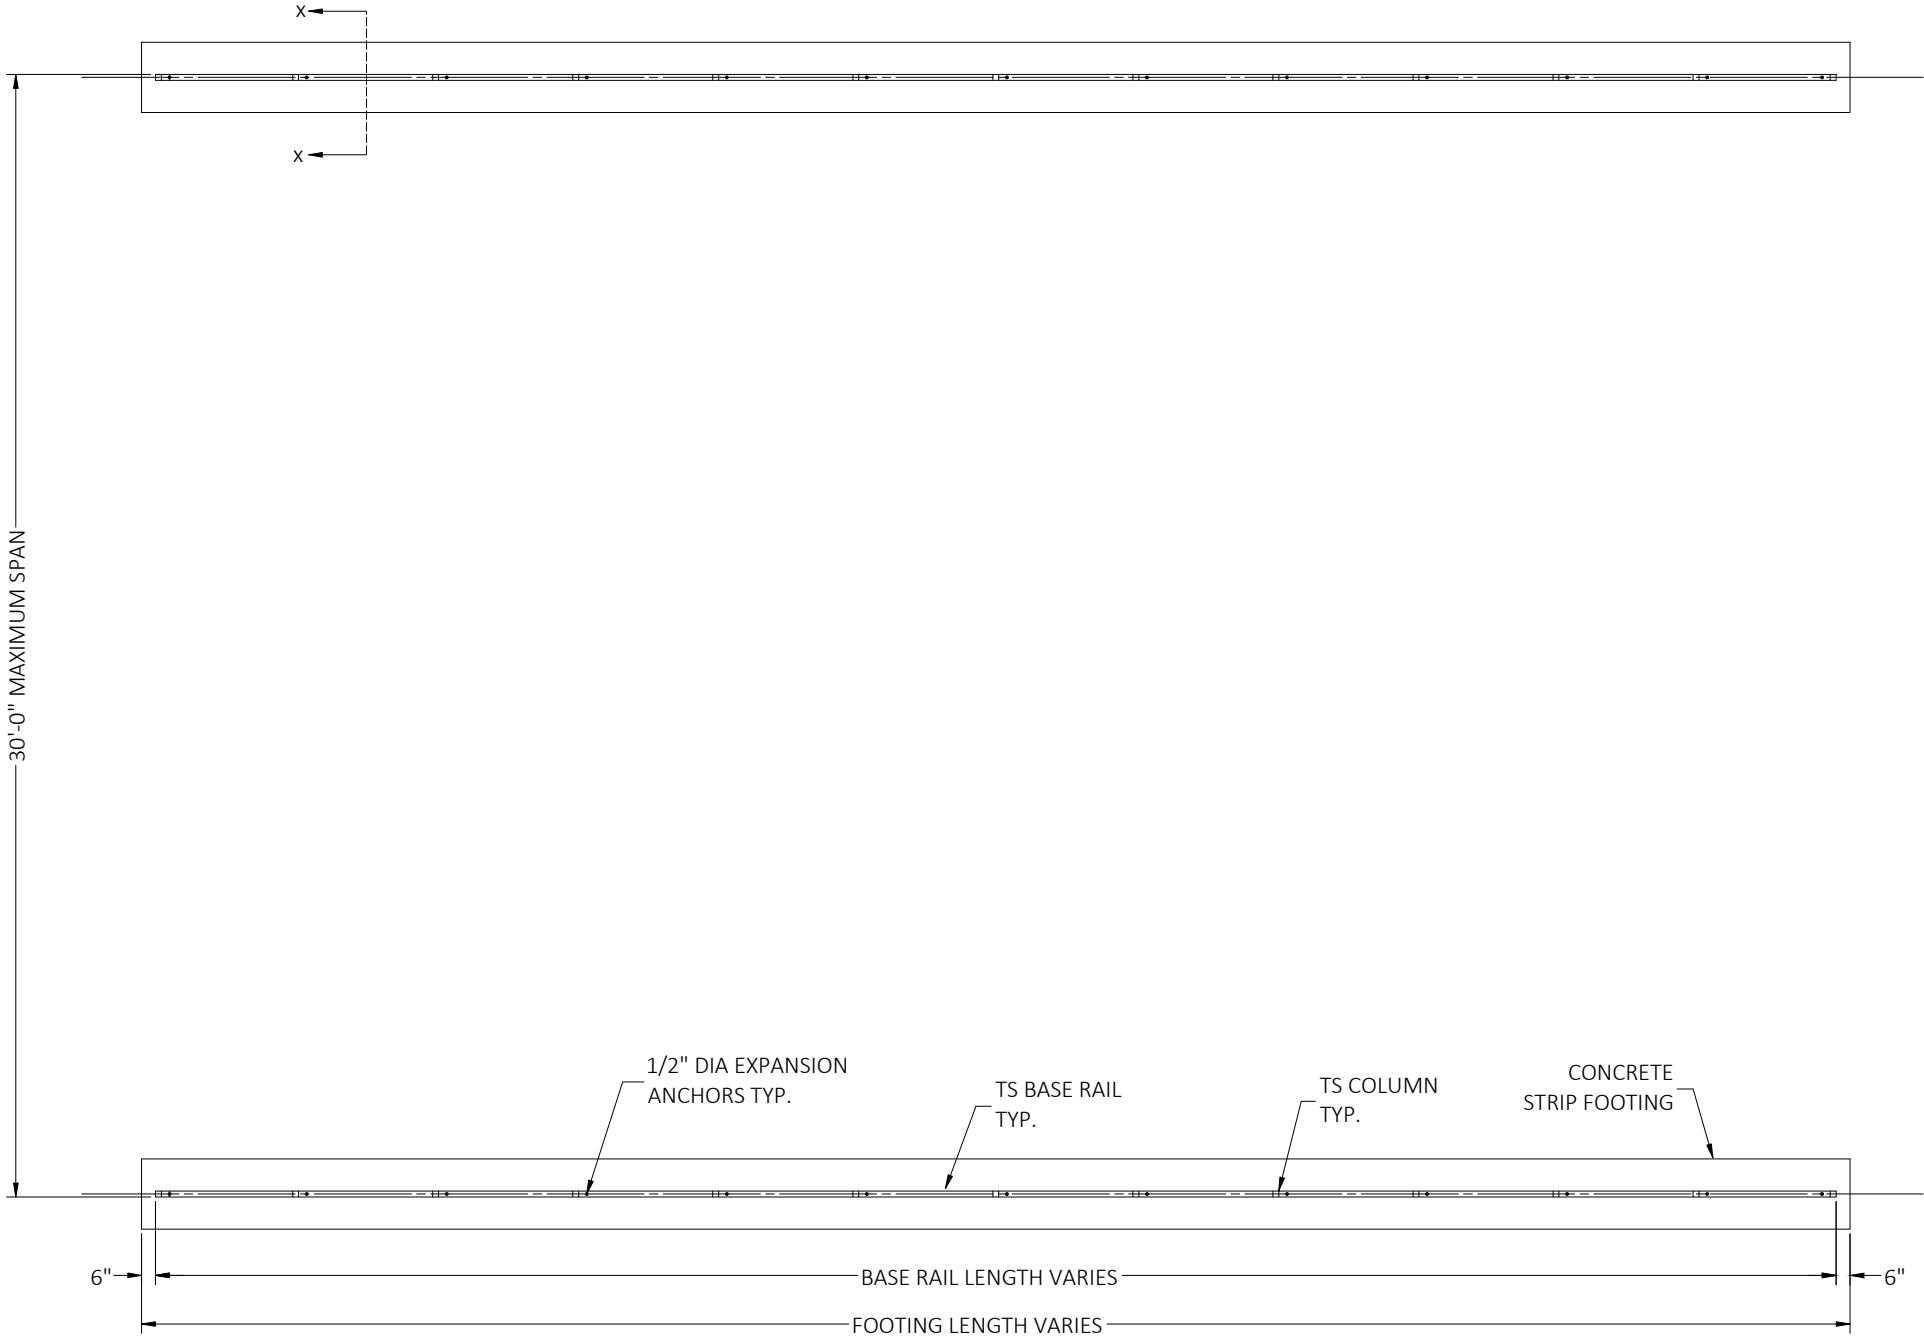 X
X
30'-0" MAXIMUM SPAN
1/2" DIA EXPANSION
ANCHORS TYP.
TS BASE RAIL
TYP.
TS COLUMN
TYP.
CONCRETE
STRIP FOOTING
6"
BASE RAIL LENGTH VARIES
6"
FOOTING LENGTH VARIES